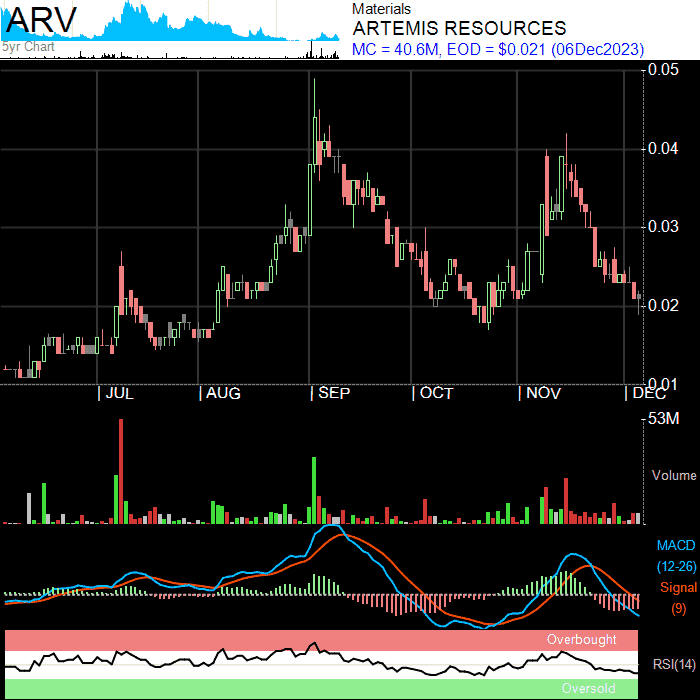 ARV
5yr Chart
Materials
ARTEMIS RESOURCES
MC = 40.6M, EOD = $0.021 (06Dec2023)
0.05
0.04
0.03
0.02
0.01
| JUL | AUG | SEP | OCT | NOV | DEC
53M
Volume
MACD
(12-26)
Signal
(9)
Overbought
RSI(14)
Oversold